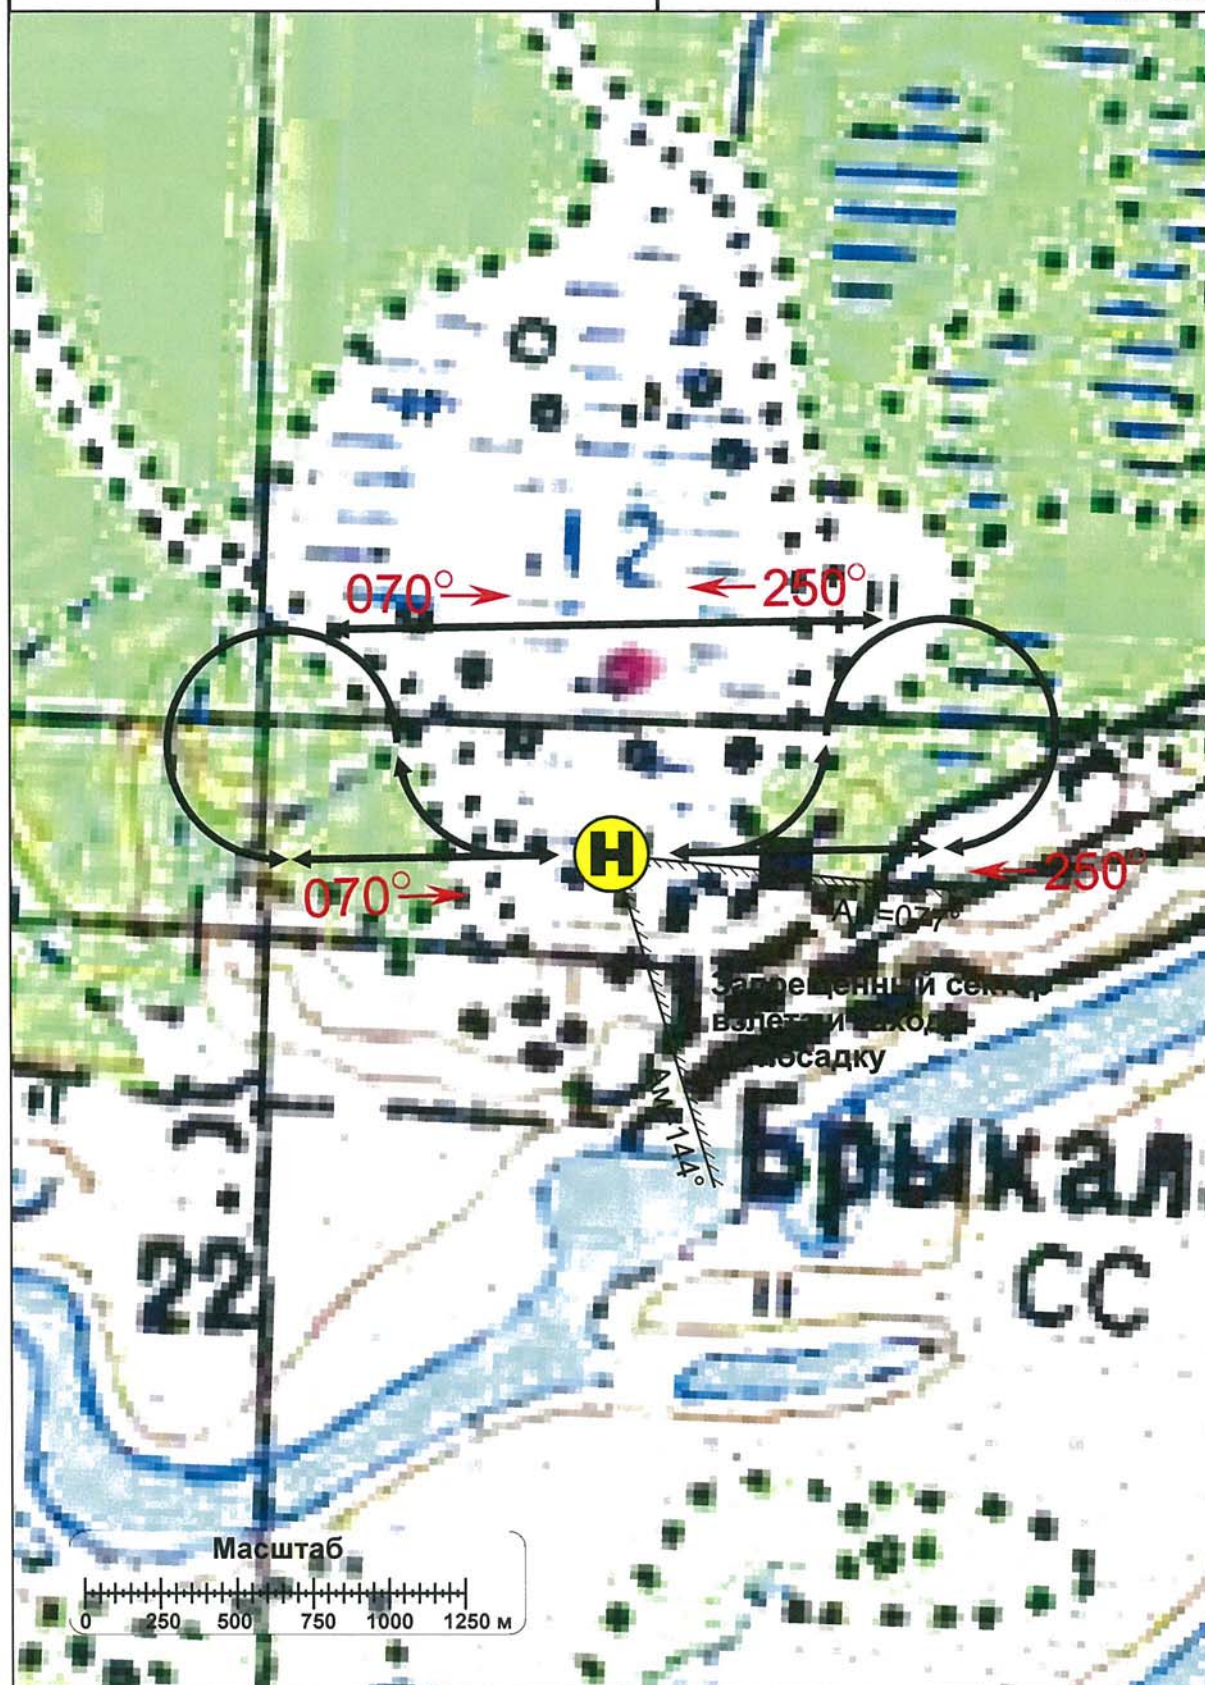 12
070° 250°
H
070° 250°
Ам=077°
Запрещенный сектор
взлета и захода
на посадку
Ам=144°
Брыкал
22
СС
Масштаб
0 250 500 750 1000 1250 м